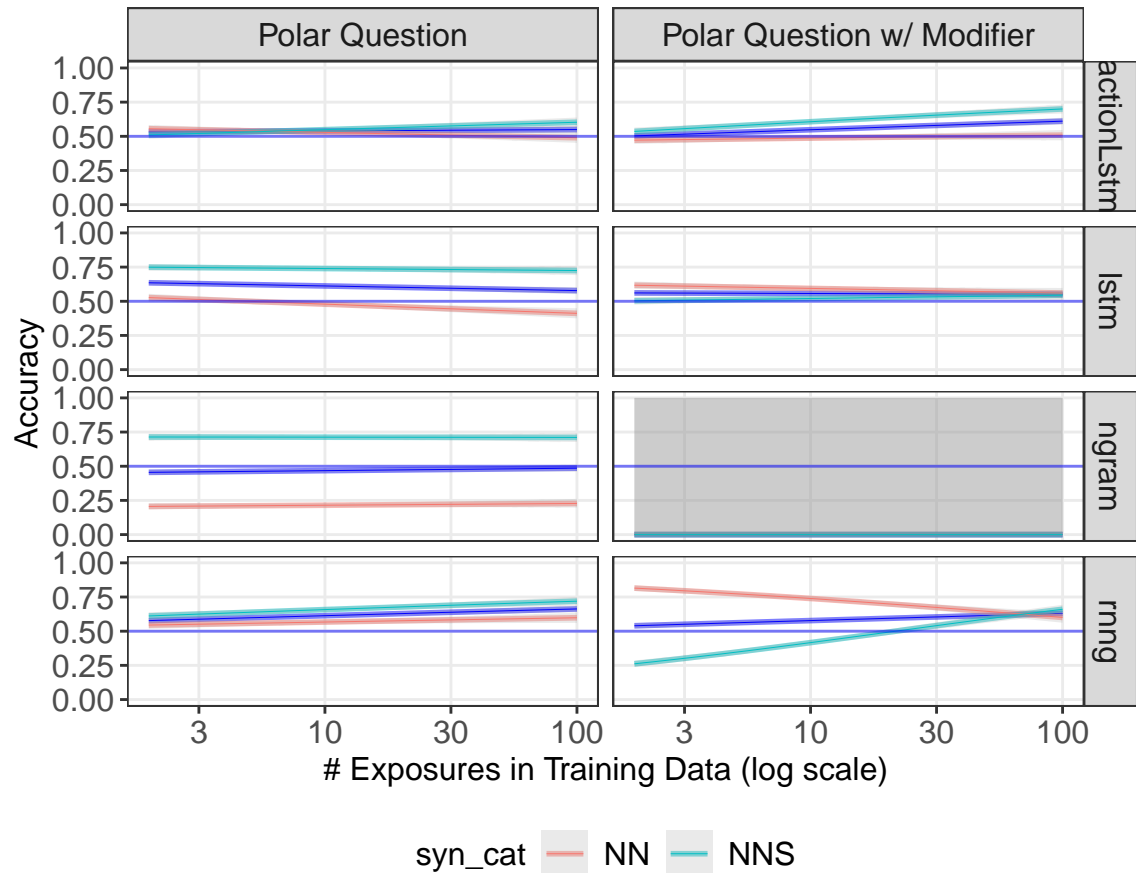 Polar Question
Polar Question w/ Modifier
1.00
0.75
0.50
0.25
0.00
actionLstm
1.00
0.75
0.50
0.25
0.00
lstm
1.00
0.75
0.50
0.25
0.00
ngram
1.00
0.75
0.50
0.25
0.00
rnng
Accuracy
3 10 30 100
3 10 30 100
# Exposures in Training Data (log scale)
syn_cat NN NNS